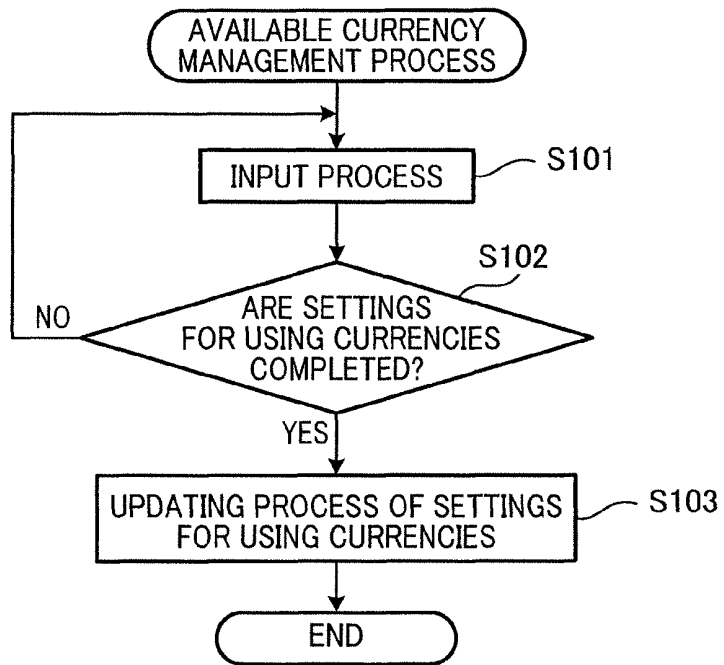 AVAILABLE CURRENCY
MANAGEMENT PROCESS
INPUT PROCESS
S101
S102
ARE SETTINGS
FOR USING CURRENCIES
COMPLETED?
NO
YES
UPDATING PROCESS OF SETTINGS
FOR USING CURRENCIES
S103
END